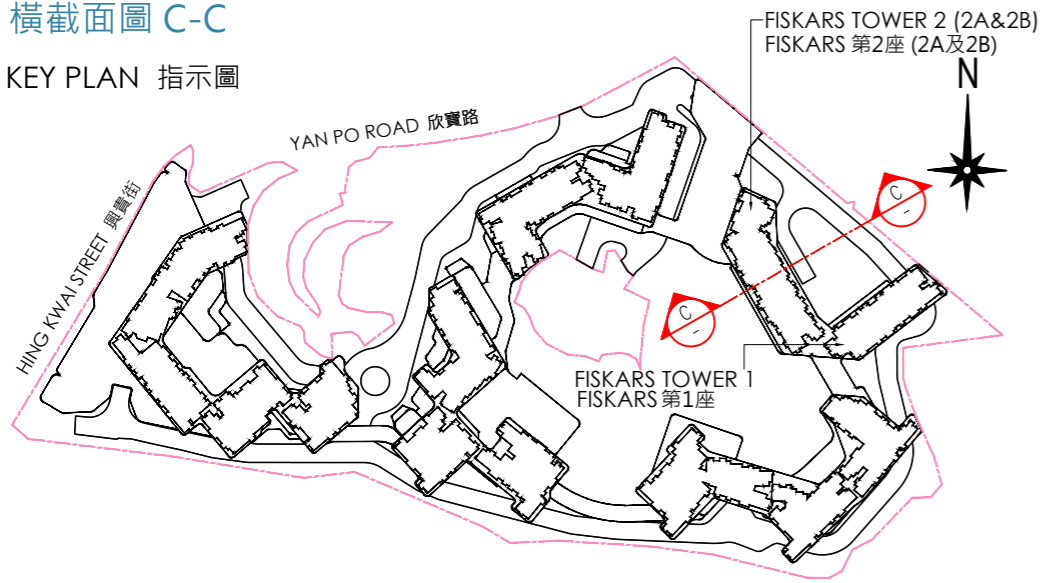 橫截面圖 C-C
KEY PLAN 指示圖
FISKARS TOWER 2 (2A&2B)
FISKARS 第2座 (2A及2B)
N
YAN PO ROAD 欣寶路
HING KWAI STREET 興貴街
C
-
C
-
FISKARS TOWER 1
FISKARS 第1座